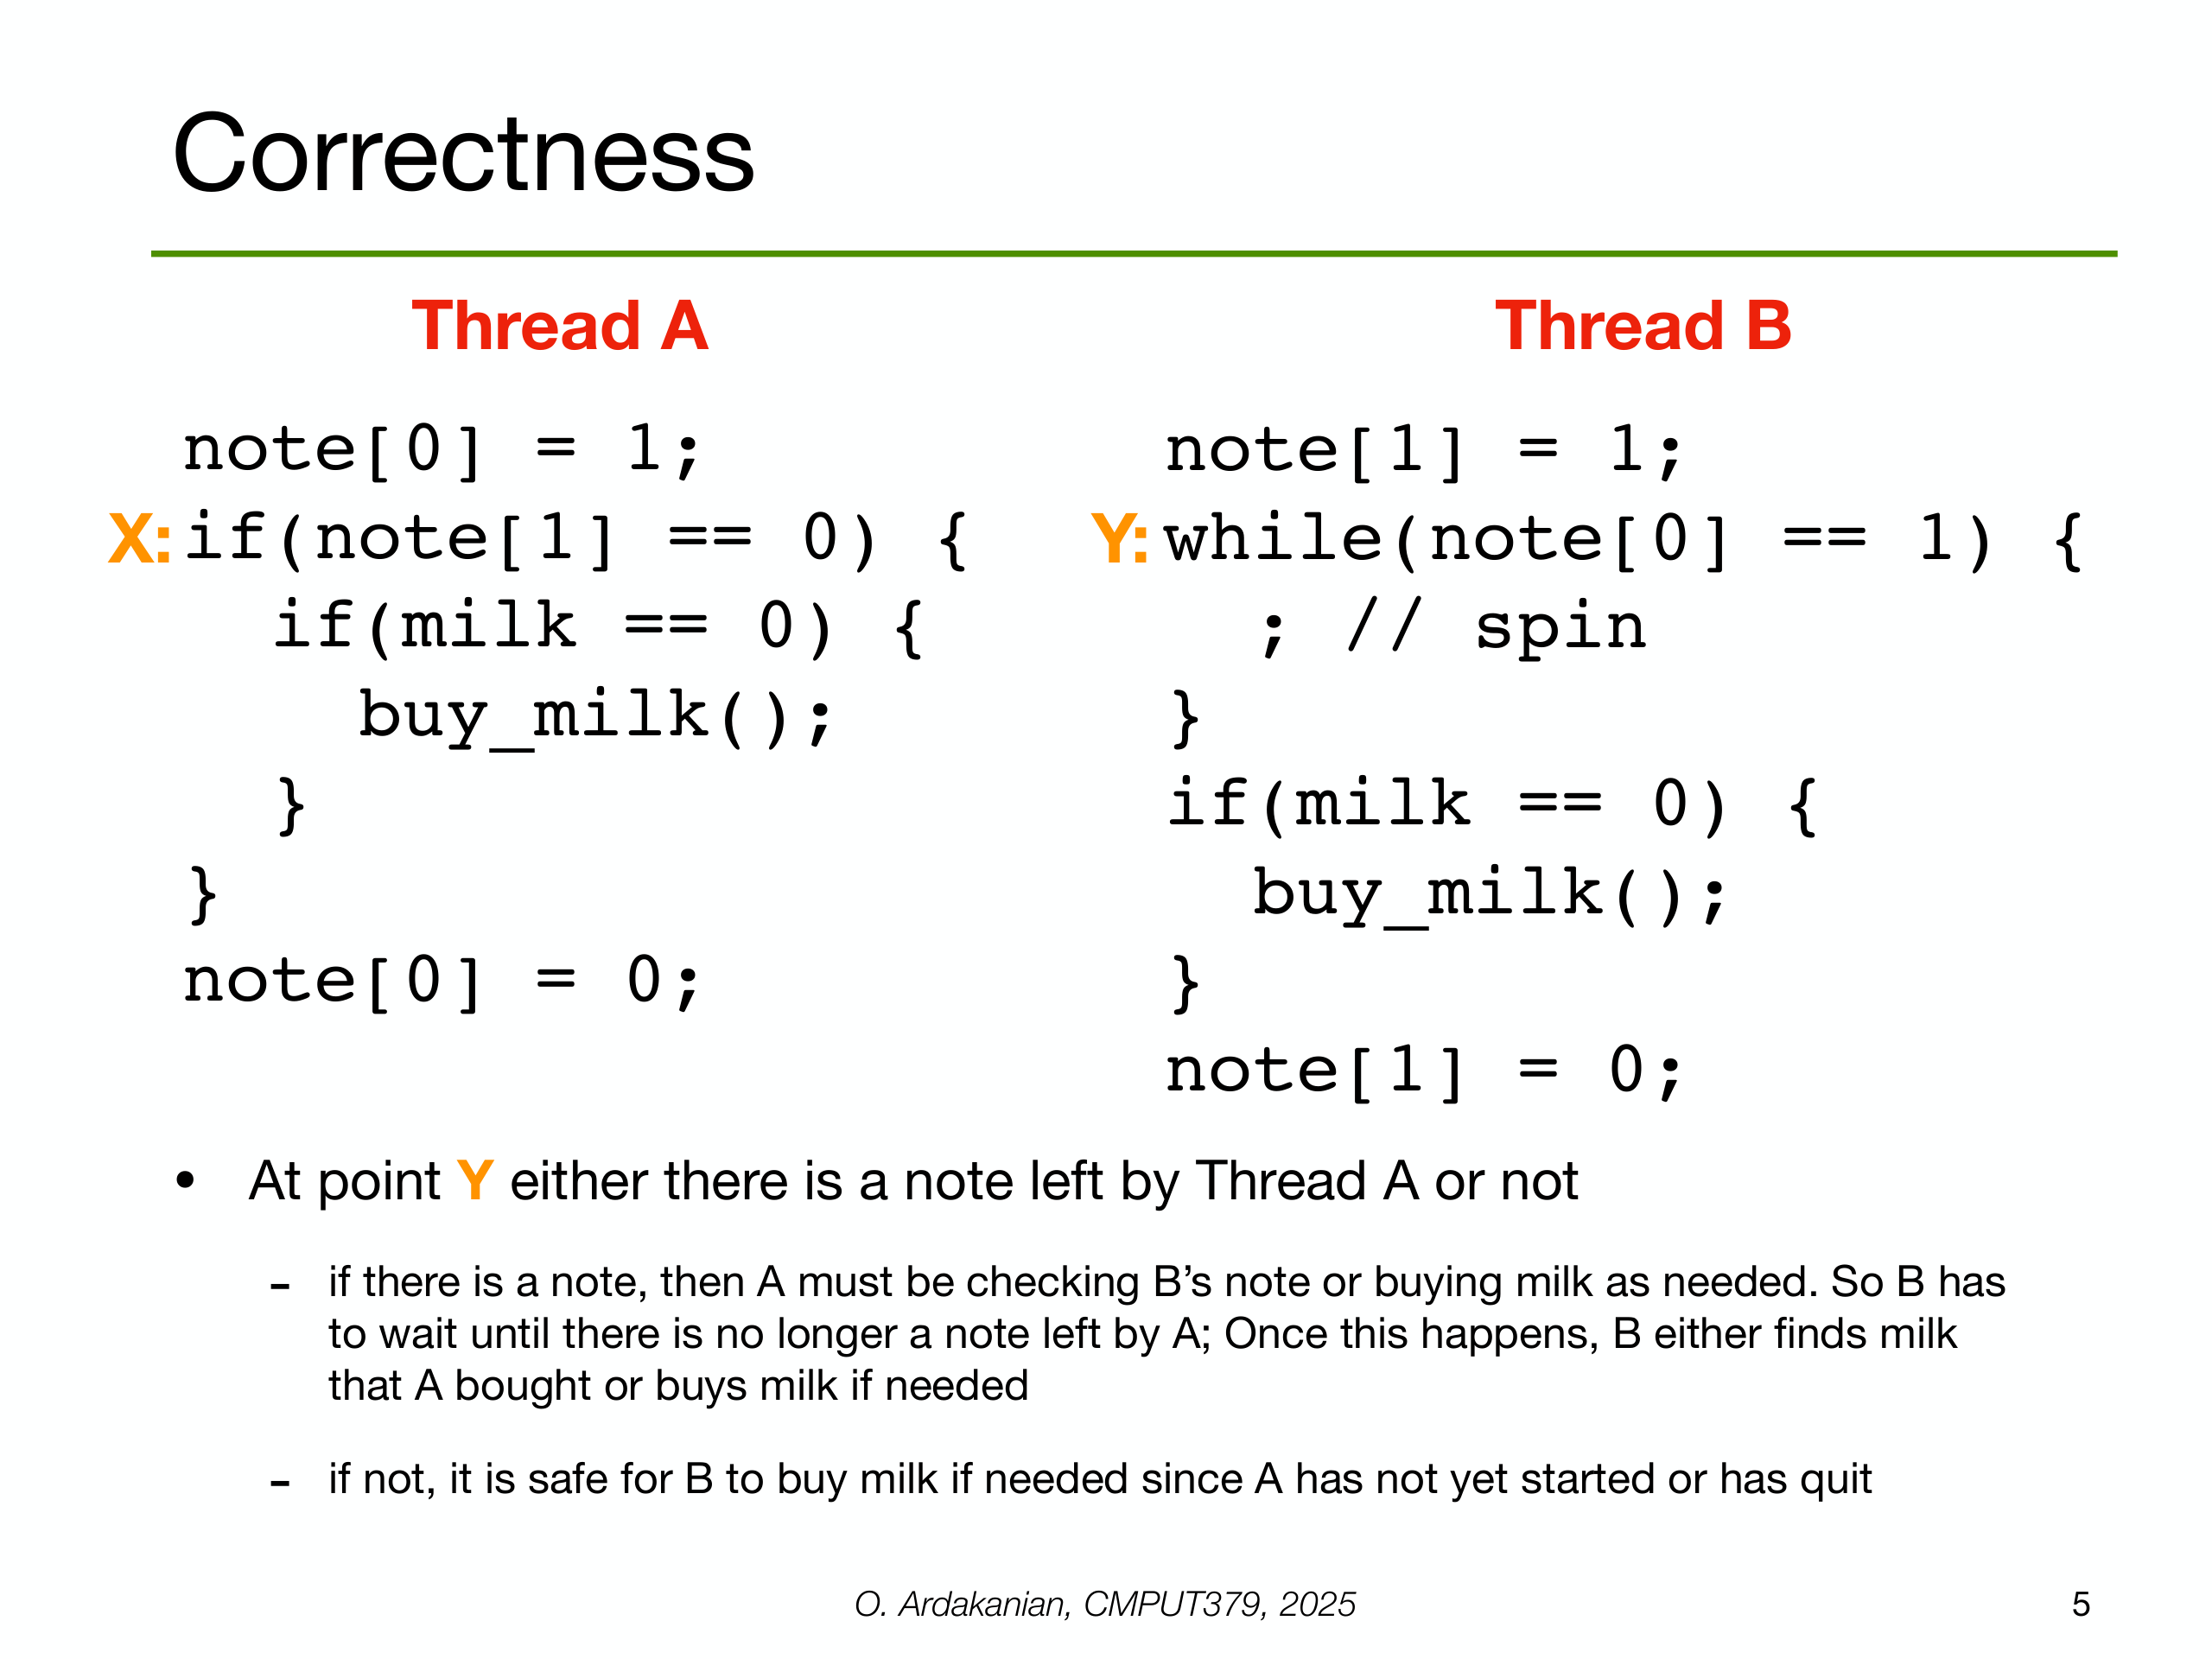 Correctness
Thread A
note[0] = 1;
X: if(note[1] == 0) {
if(milk == 0) {
buy_milk();
}
}
note[0] = 0;
Thread B
note[1] = 1;
Y: while(note[0] == 1) {
; // spin
}
if(milk == 0) {
buy_milk();
}
note[1] = 0;
• At point Y either there is a note left by Thread A or not
- if there is a note, then A must be checking B’s note or buying milk as needed. So B has
to wait until there is no longer a note left by A; Once this happens, B either finds milk
that A bought or buys milk if needed
- if not, it is safe for B to buy milk if needed since A has not yet started or has quit
O. Ardakanian, CMPUT379, 2025
5